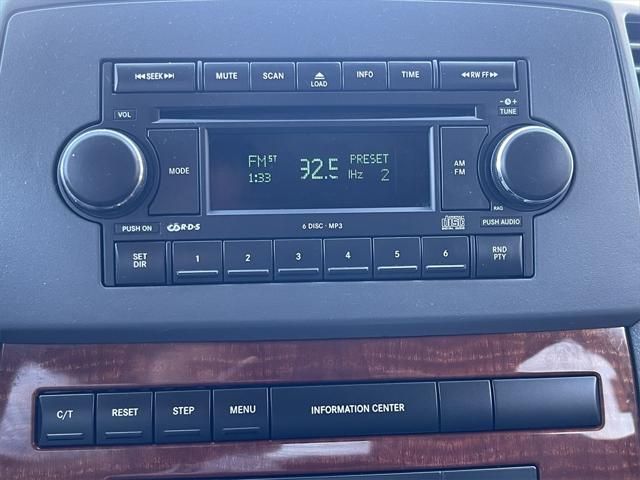 SEEK MUTE SCAN LOAD INFO TIME RW FF
VOL - + TUNE
MODE FM ST 92.5 PRESET AM FM
1:33 MHz 2
RAQ
PUSH ON R·D·S 6 DISC · MP3 DISC PUSH AUDIO
SET DIR 1 2 3 4 5 6 RND PTY
C/T RESET STEP MENU INFORMATION CENTER